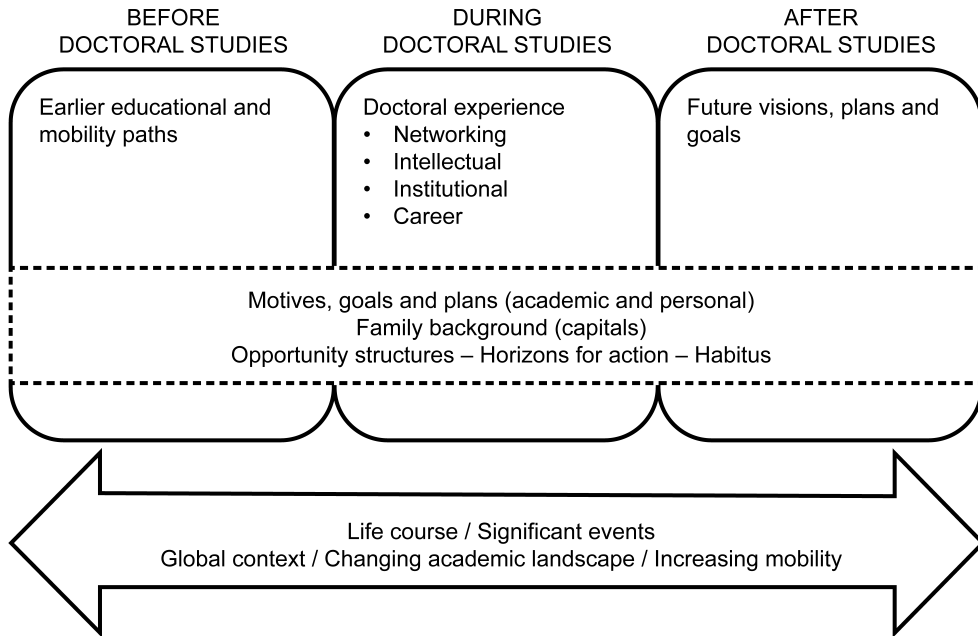 BEFORE
DOCTORAL STUDIES
DURING
DOCTORAL STUDIES
AFTER
DOCTORAL STUDIES
Earlier educational and
mobility paths
Doctoral experience
• Networking
• Intellectual
• Institutional
• Career
Future visions, plans and
goals
Motives, goals and plans (academic and personal)
Family background (capitals)
Opportunity structures – Horizons for action – Habitus
Life course / Significant events
Global context / Changing academic landscape / Increasing mobility